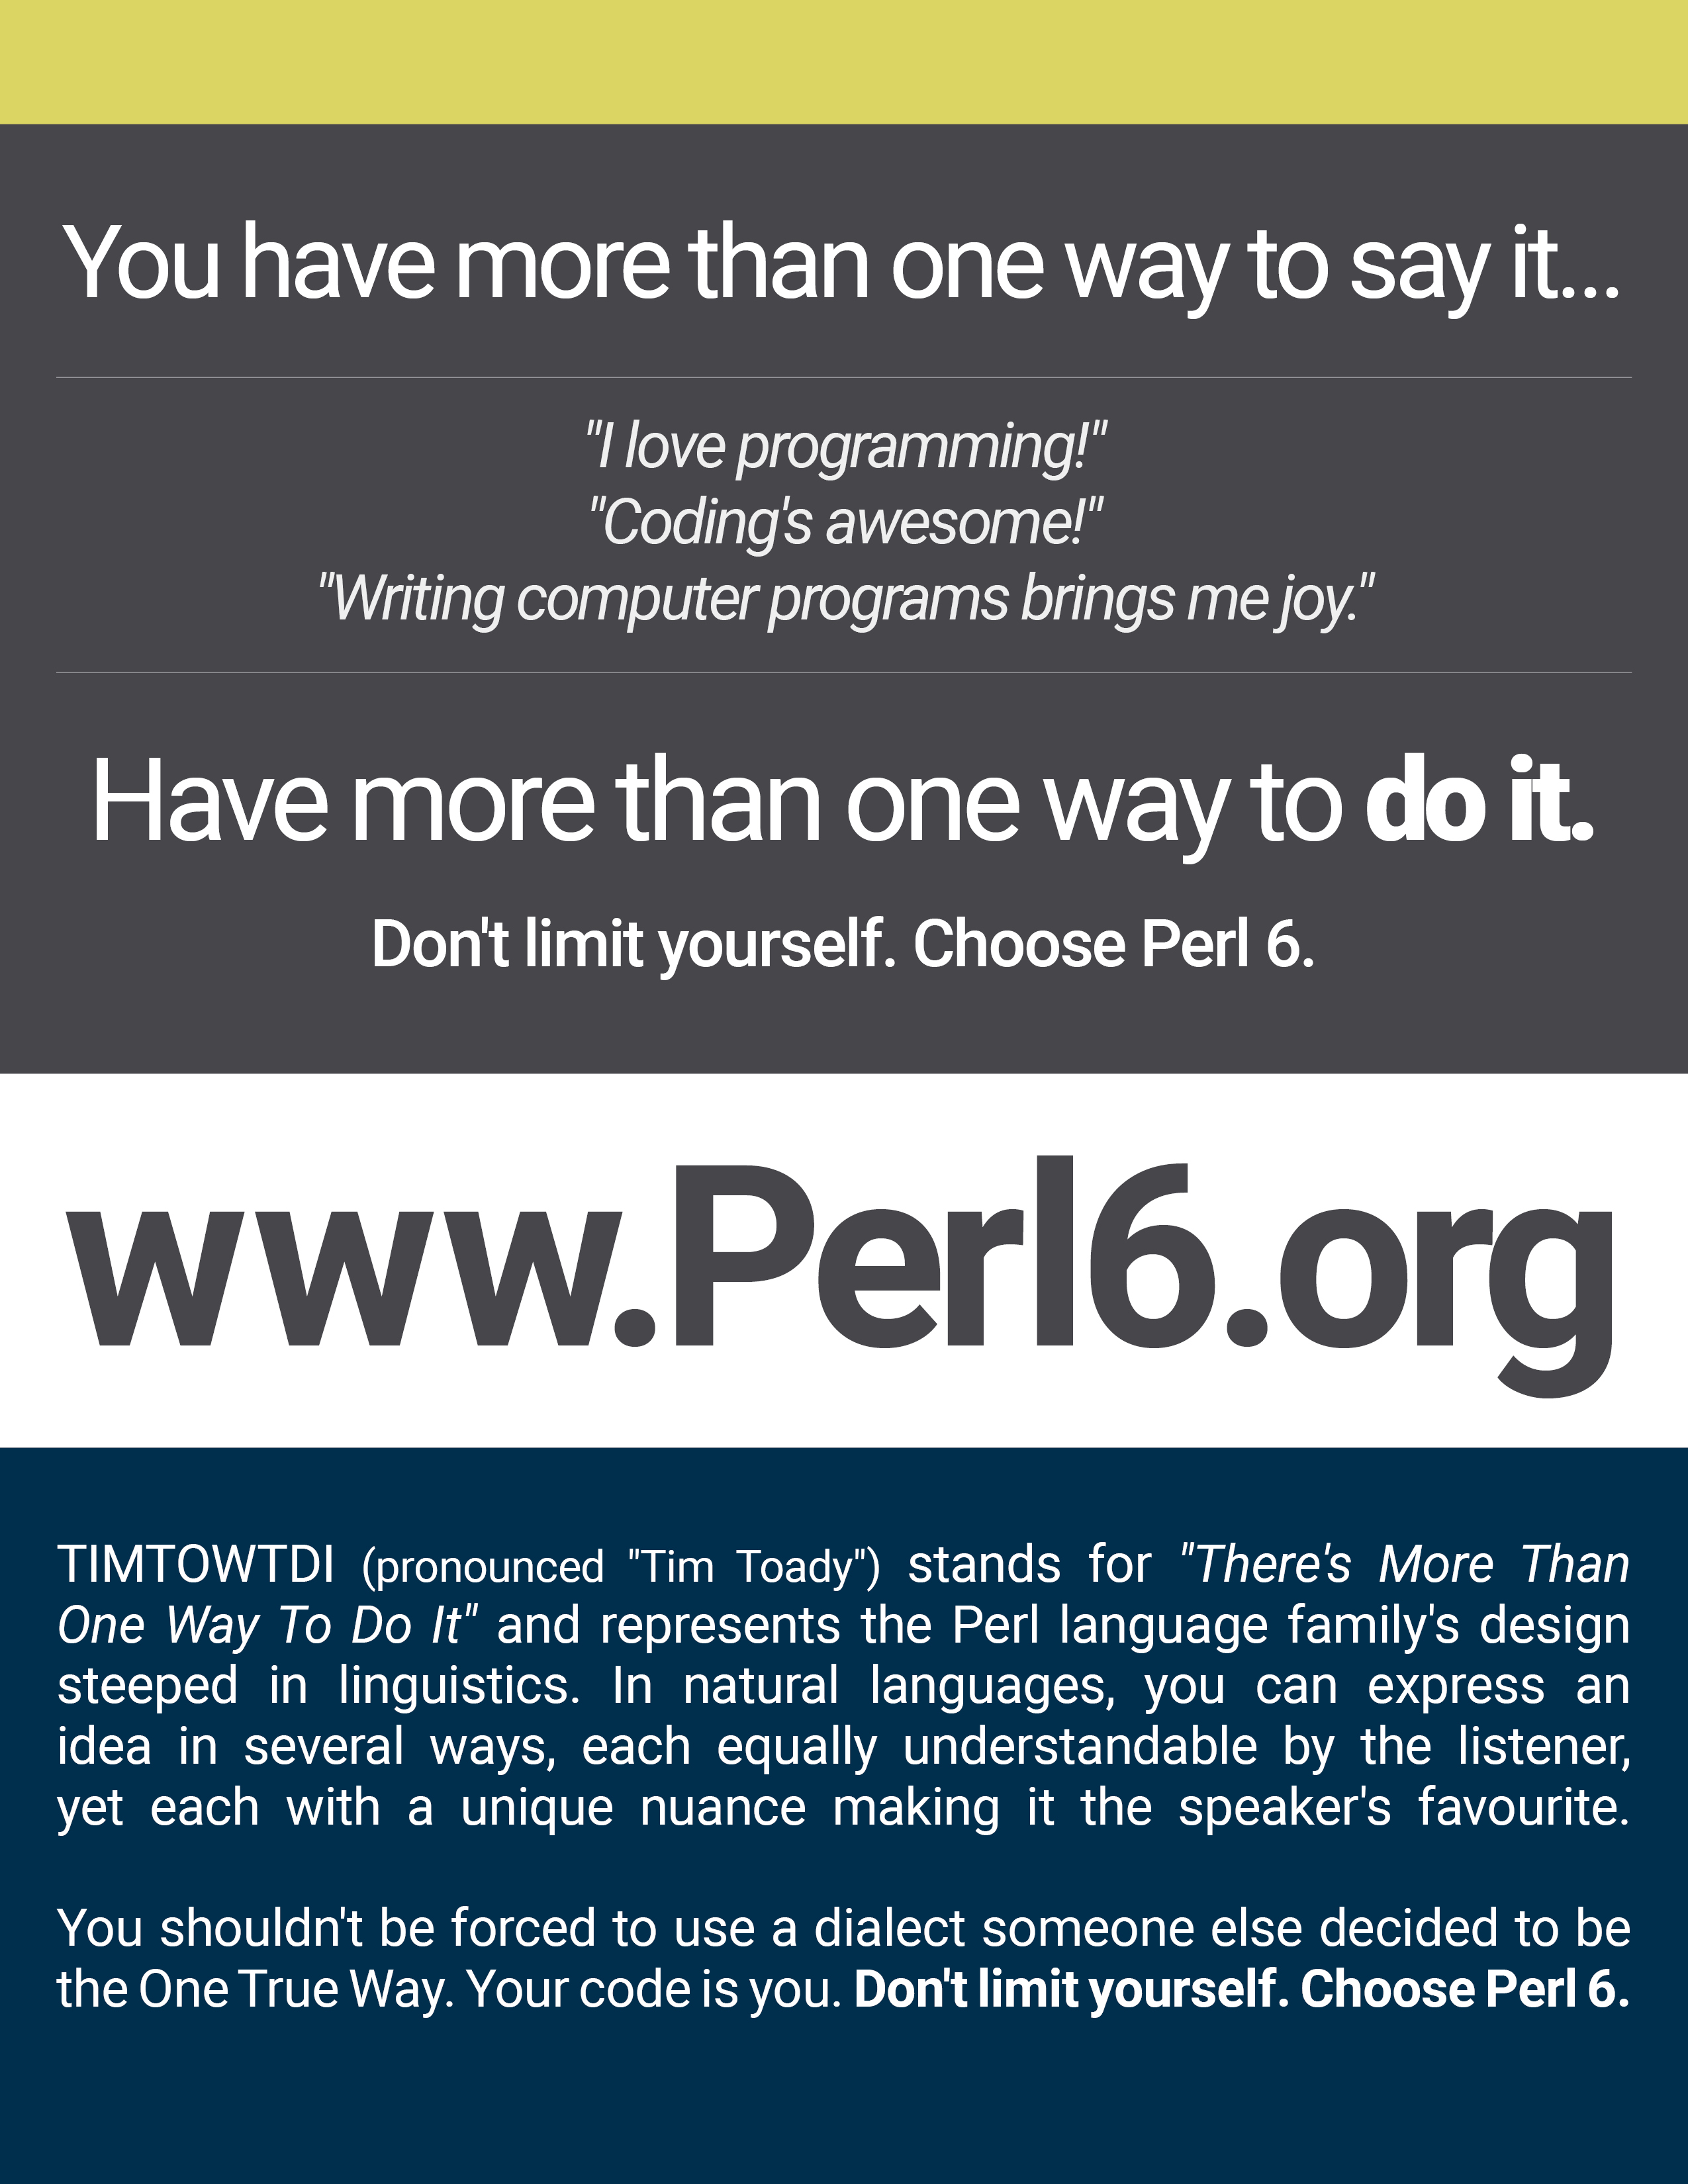 You have more than one way to say it...
"I love programming!"
"Coding's awesome!"
"Writing computer programs brings me joy."
Have more than one way to do it.
Don't limit yourself. Choose Perl 6.
www.Perl6.org
TIMTOWTDI (pronounced "Tim Toady") stands for "There's More Than
One Way To Do It" and represents the Perl language family's design
steeped in linguistics. In natural languages, you can express an
idea in several ways, each equally understandable by the listener,
yet each with a unique nuance making it the speaker's favourite.
You shouldn't be forced to use a dialect someone else decided to be
the One True Way. Your code is you. Don't limit yourself. Choose Perl 6.